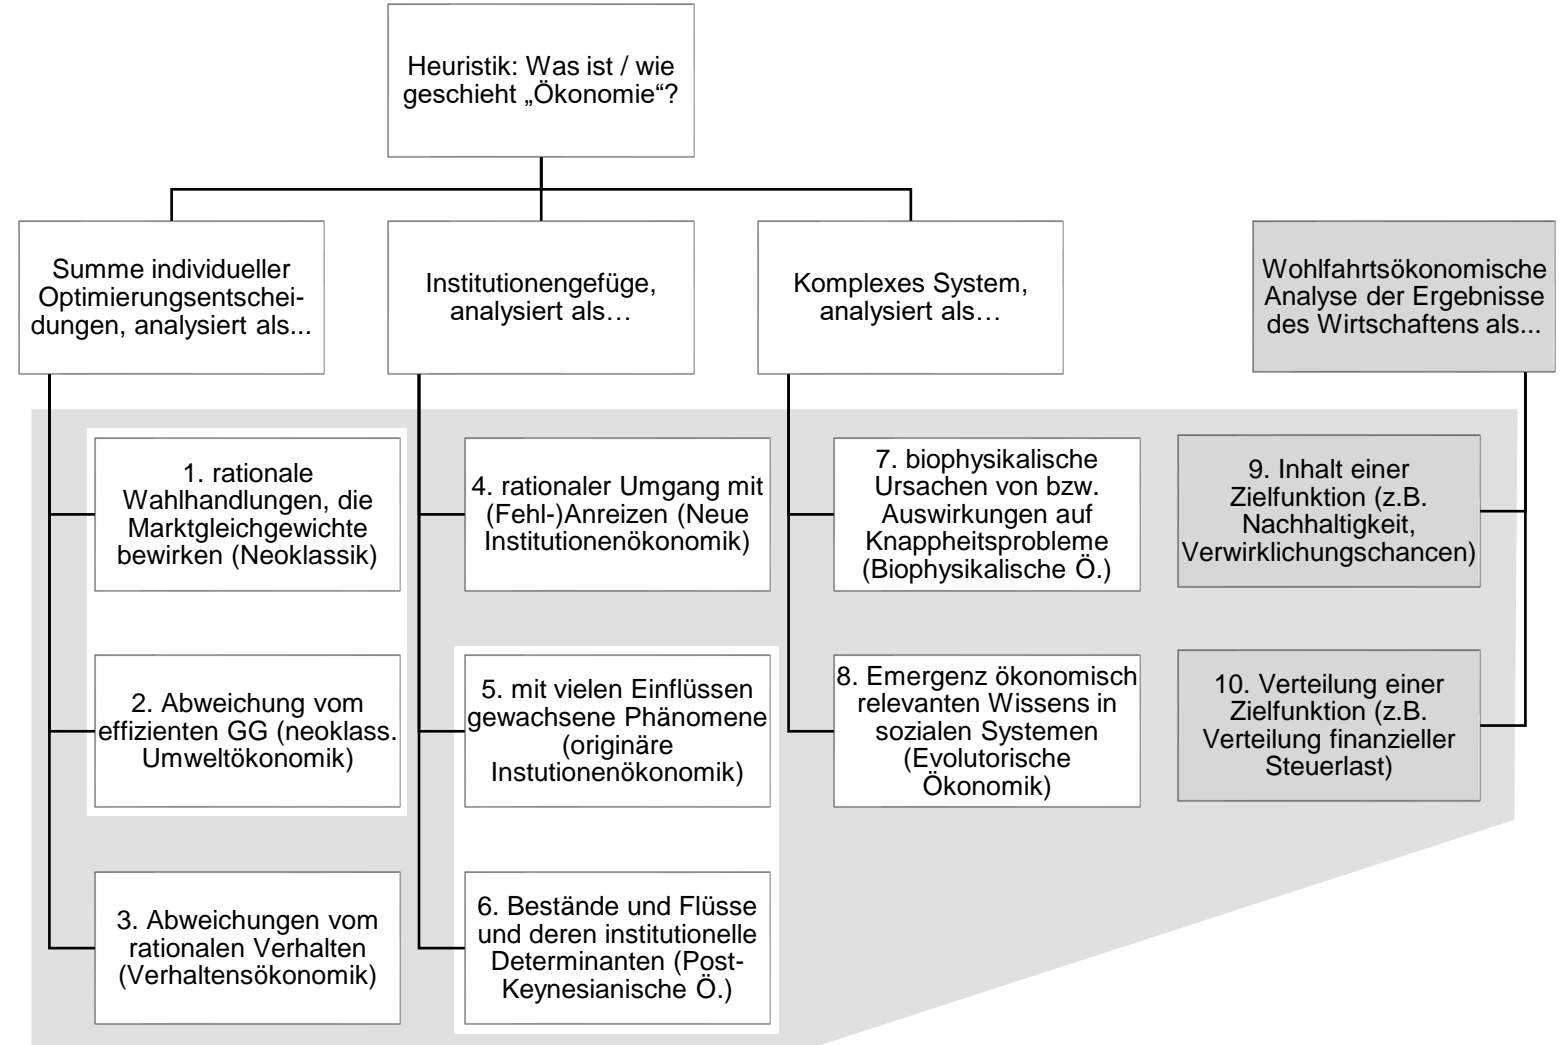 Heuristik: Was ist / wie
geschieht „Ökonomie“?
Summe individueller
Optimierungsentschei-
dungen, analysiert als...
Institutionengefüge,
analysiert als…
Komplexes System,
analysiert als…
Wohlfahrtsökonomische
Analyse der Ergebnisse
des Wirtschaftens als...
1. rationale
Wahlhandlungen, die
Marktgleichgewichte
bewirken (Neoklassik)
2. Abweichung vom
effizienten GG (neoklass.
Umweltökonomik)
3. Abweichungen vom
rationalen Verhalten
(Verhaltensökonomik)
4. rationaler Umgang mit
(Fehl-)Anreizen (Neue
Institutionenökonomik)
5. mit vielen Einflüssen
gewachsene Phänomene
(originäre
Instutionenökonomik)
6. Bestände und Flüsse
und deren institutionelle
Determinanten (Post-
Keynesianische Ö.)
7. biophysikalische
Ursachen von bzw.
Auswirkungen auf
Knappheitsprobleme
(Biophysikalische Ö.)
8. Emergenz ökonomisch
relevanten Wissens in
sozialen Systemen
(Evolutorische
Ökonomik)
9. Inhalt einer
Zielfunktion (z.B.
Nachhaltigkeit,
Verwirklichungschancen)
10. Verteilung einer
Zielfunktion (z.B.
Verteilung finanzieller
Steuerlast)